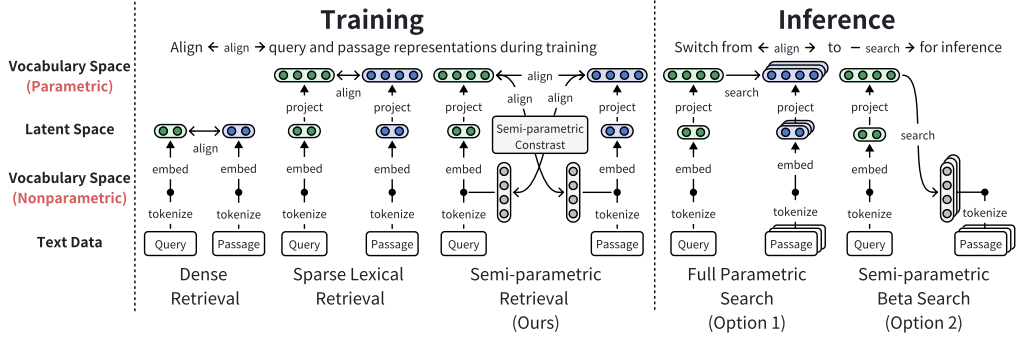 Training
Inference
Align ← align → query and passage representations during training
Switch from ← align → to — search → for inference
Vocabulary Space
(Parametric)
Latent Space
Vocabulary Space
(Nonparametric)
Text Data
align
embed
embed
tokenize
tokenize
Query
Passage
Dense
Retrieval
align
project
project
embed
embed
tokenize
tokenize
Query
Passage
Sparse Lexical
Retrieval
align
align
align
project
project
Semi-parametric
Constrast
embed
embed
tokenize
tokenize
Query
Passage
Semi-parametric
Retrieval
(Ours)
search
project
project
embed
embed
tokenize
tokenize
Query
Passage
Full Parametric
Search
(Option 1)
project
search
embed
tokenize
tokenize
Query
Passage
Semi-parametric
Beta Search
(Option 2)